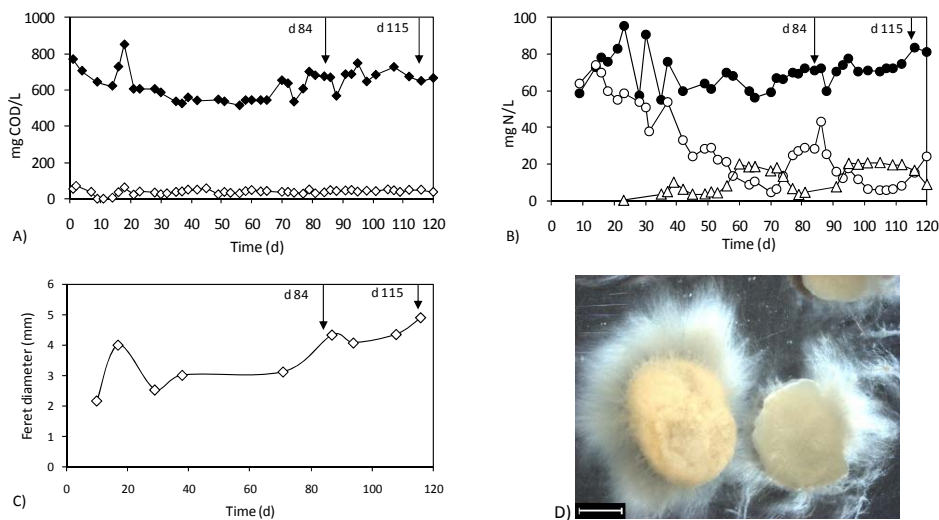 1000
800
600
400
200
0
mg COD/L
d 84
d 115
0 10 20 30 40 50 60 70 80 90 100 110 120
Time (d)
A)
100
80
60
40
20
0
mg N/L
d 84
d 115
0 10 20 30 40 50 60 70 80 90 100 110 120
Time (d)
B)
6
5
4
3
2
1
0
Feret diameter (mm)
d 84
d 115
0 20 40 60 80 100 120
Time (d)
C)
D)